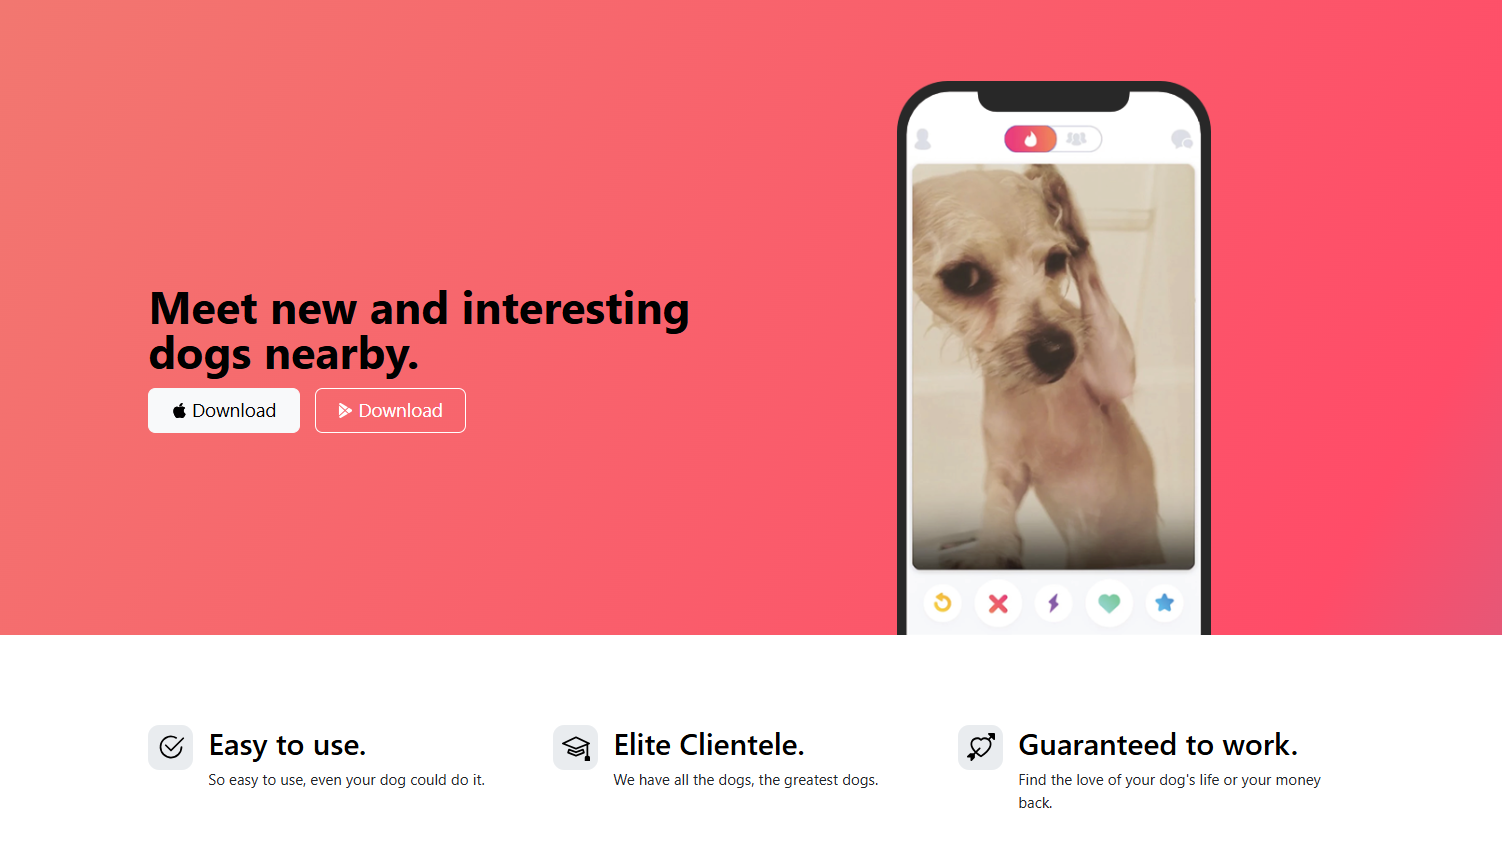 Meet new and interesting
dogs nearby.
Download
Download
Easy to use.
So easy to use, even your dog could do it.
Elite Clientele.
We have all the dogs, the greatest dogs.
Guaranteed to work.
Find the love of your dog's life or your money
back.